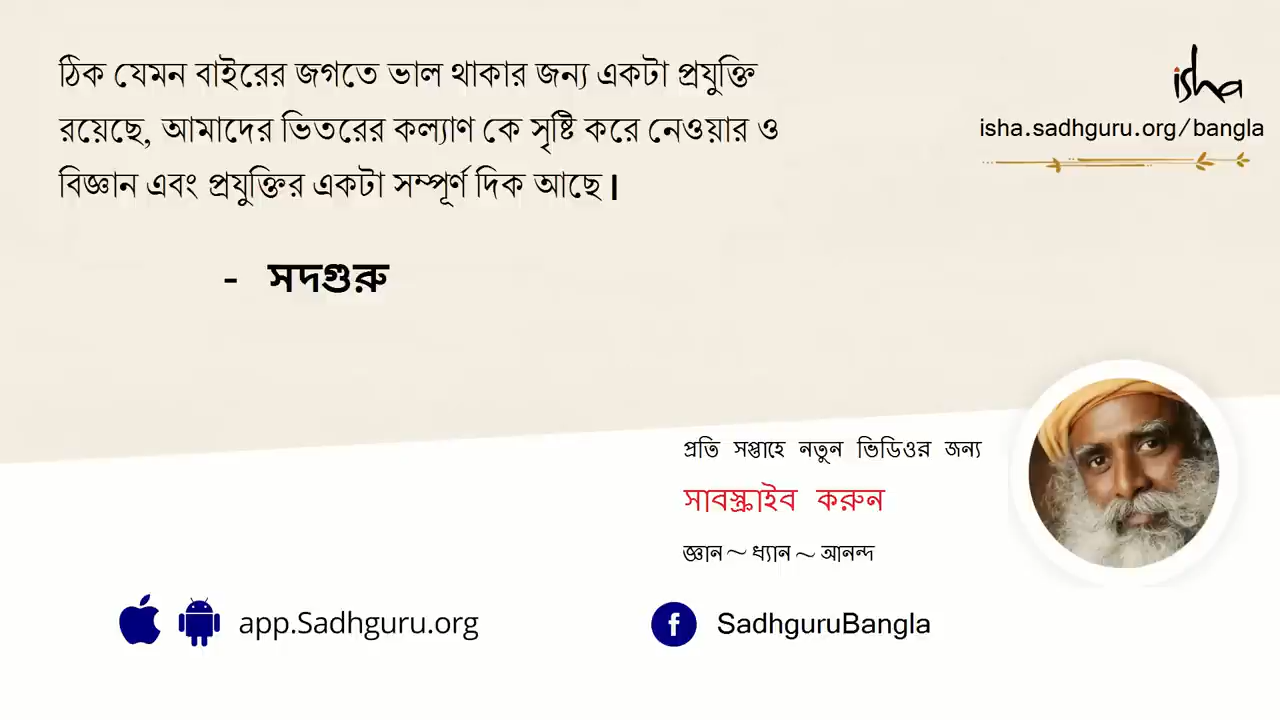 ঠিক যেমন বাইরের জগতে ভাল থাকার জন্য একটা প্রযুক্তি
রয়েছে, আমাদের ভিতরের কল্যাণ কে সৃষ্টি করে নেওয়ার ও
বিজ্ঞান এবং প্রযুক্তির একটা সম্পূর্ণ দিক আছে।
- সদগুরু
isha
isha.sadhguru.org/bangla
প্রতি সপ্তাহে নতুন ভিডিওর জন্য
সাবস্ক্রাইব করুন
জ্ঞান ~ ধ্যান ~ আনন্দ
app.Sadhguru.org
f SadhguruBangla